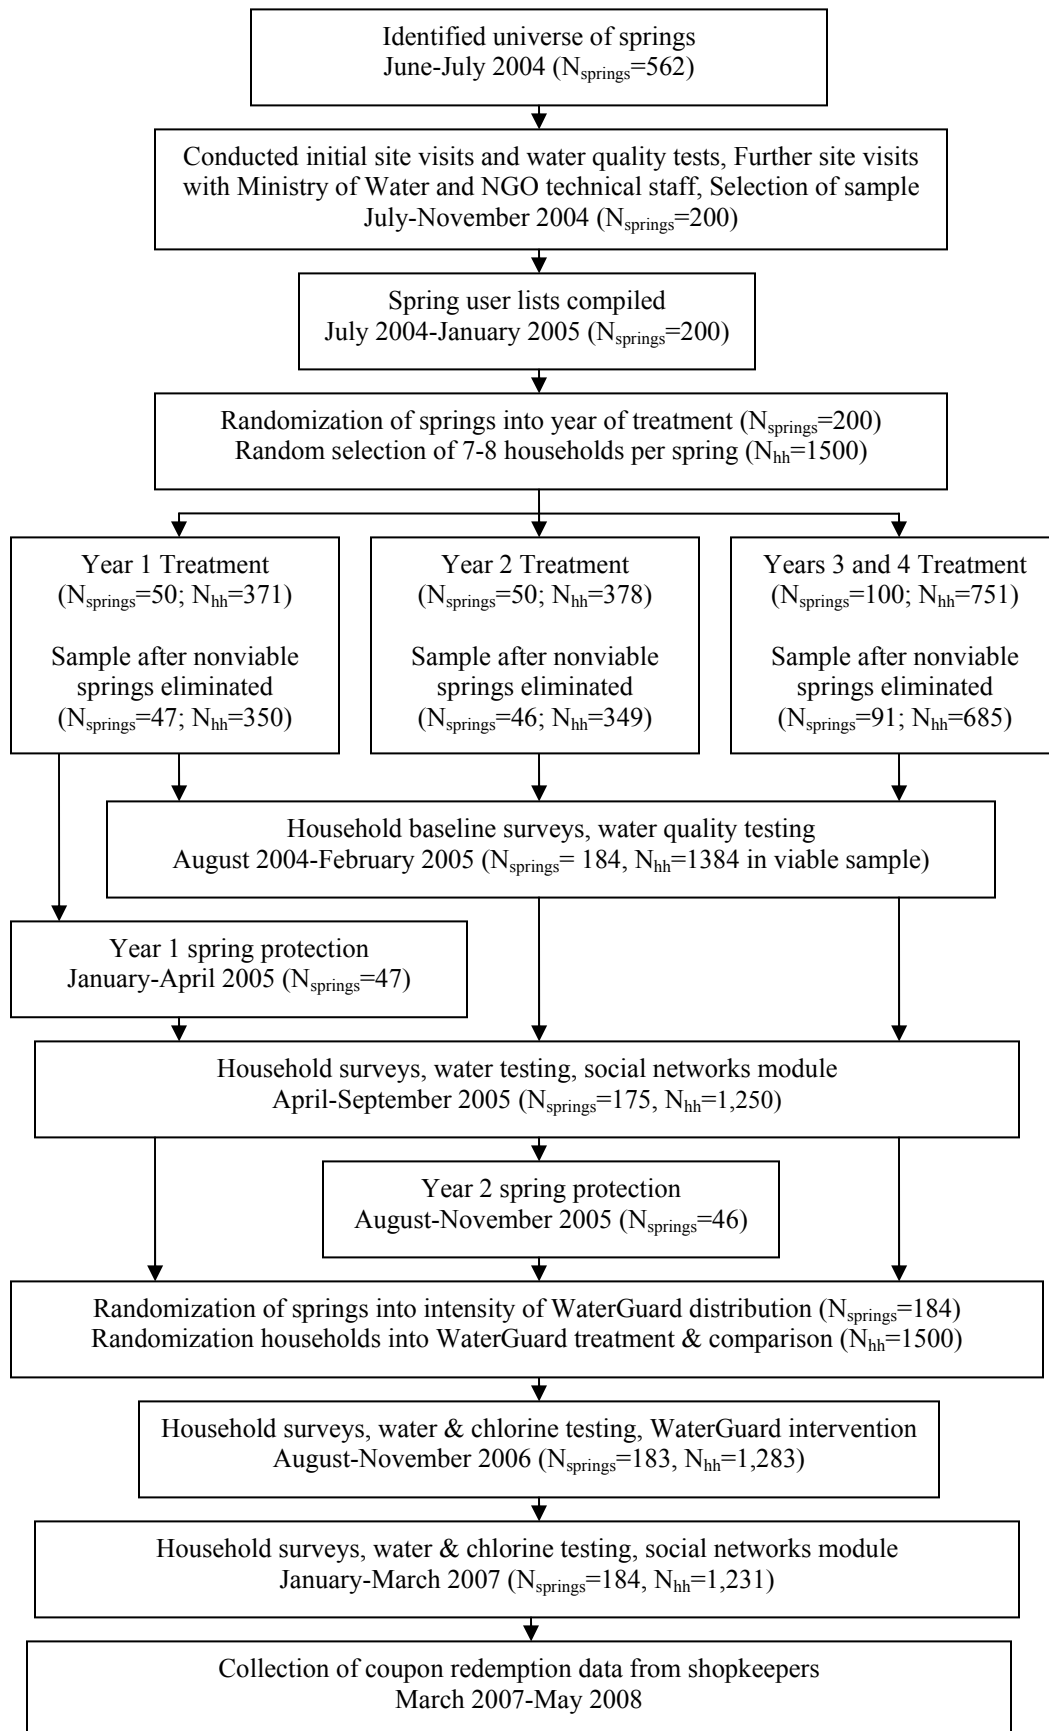 Identified universe of springs
June-July 2004 (Nsprings=562)
Conducted initial site visits and water quality tests, Further site visits
with Ministry of Water and NGO technical staff, Selection of sample
July-November 2004 (Nsprings=200)
Spring user lists compiled
July 2004-January 2005 (Nsprings=200)
Randomization of springs into year of treatment (Nsprings=200)
Random selection of 7-8 households per spring (Nhh=1500)
Year 1 Treatment
(Nsprings=50; Nhh=371)
Sample after nonviable
springs eliminated
(Nsprings=47; Nhh=350)
Year 2 Treatment
(Nsprings=50; Nhh=378)
Sample after nonviable
springs eliminated
(Nsprings=46; Nhh=349)
Years 3 and 4 Treatment
(Nsprings=100; Nhh=751)
Sample after nonviable
springs eliminated
(Nsprings=91; Nhh=685)
Household baseline surveys, water quality testing
August 2004-February 2005 (Nsprings= 184, Nhh=1384 in viable sample)
Year 1 spring protection
January-April 2005 (Nsprings=47)
Household surveys, water testing, social networks module
April-September 2005 (Nsprings=175, Nhh=1,250)
Year 2 spring protection
August-November 2005 (Nsprings=46)
Randomization of springs into intensity of WaterGuard distribution (Nsprings=184)
Randomization households into WaterGuard treatment & comparison (Nhh=1500)
Household surveys, water & chlorine testing, WaterGuard intervention
August-November 2006 (Nsprings=183, Nhh=1,283)
Household surveys, water & chlorine testing, social networks module
January-March 2007 (Nsprings=184, Nhh=1,231)
Collection of coupon redemption data from shopkeepers
March 2007-May 2008